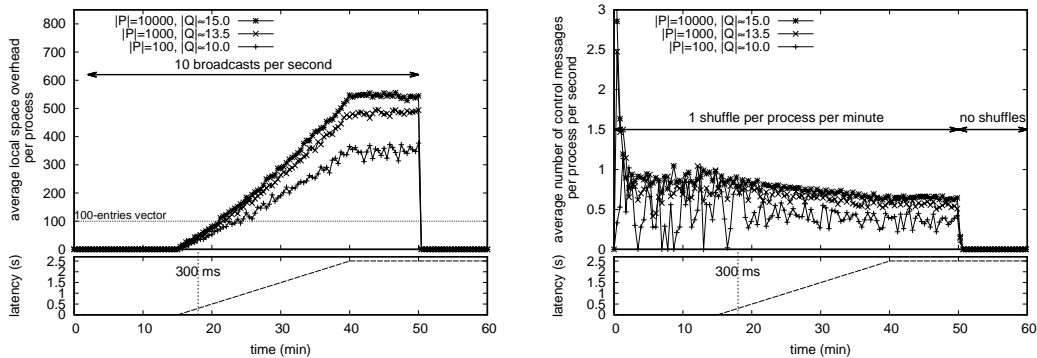 850
800
700
600
500
400
300
200
100
0
average local space overhead
per process
|P|=10000, |Q|≈15.0
|P|=1000, |Q|≈13.5
|P|=100, |Q|≈10.0
10 broadcasts per second
100-entries vector
2.5
2
1.5
1
0.5
0
latency (s)
300 ms
0 10 20 30 40 50 60
time (min)
3
2.5
2
1.5
1
0.5
0
average number of control messages
per process per second
|P|=10000, |Q|≈15.0
|P|=1000, |Q|≈13.5
|P|=100, |Q|≈10.0
1 shuffle per process per minute
no shuffles
2.5
2
1.5
1
0.5
0
latency (s)
300 ms
0 10 20 30 40 50 60
time (min)